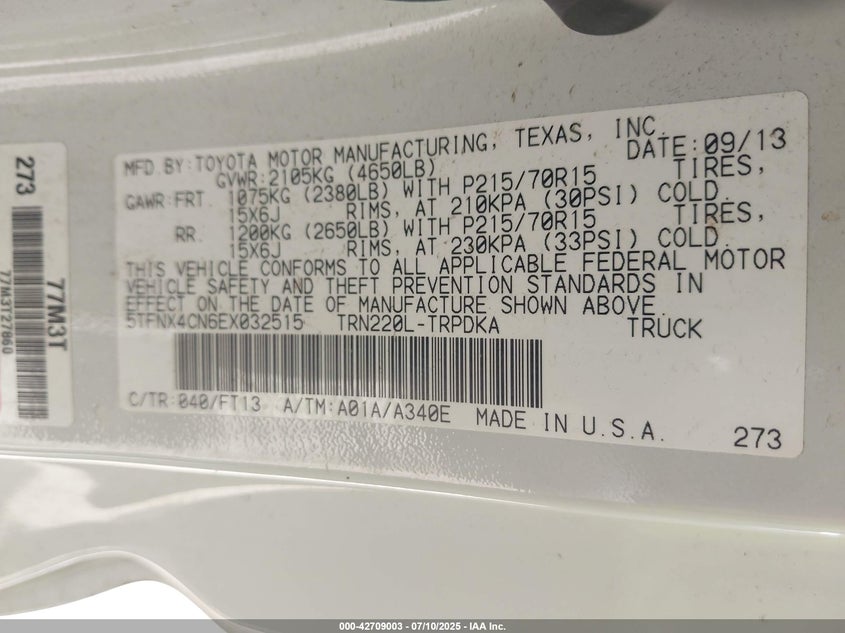 MFD.BY:TOYOTA MOTOR MANUFACTURING, TEXAS, INC.
DATE:09/13
GVWR:2105KG (4650LB)
GAWR:FRT. 1075KG (2380LB) WITH P215/70R15 TIRES,
15X6J RIMS, AT 210KPA (30PSI) COLD.
RR. 1200KG (2650LB) WITH P215/70R15 TIRES,
15X6J RIMS, AT 230KPA (33PSI) COLD.
THIS VEHICLE CONFORMS TO ALL APPLICABLE FEDERAL MOTOR
VEHICLE SAFETY AND THEFT PREVENTION STANDARDS IN
EFFECT ON THE DATE OF MANUFACTURE SHOWN ABOVE.
5TFNX4CN6EX032515 TRN220L-TRPDKA TRUCK
C/TR:040/FT13 A/TM:A01A/A340E MADE IN U.S.A.
273
273
77M3T
77M3T27860
000-42709003 — 07/10/2025 — IAA Inc.